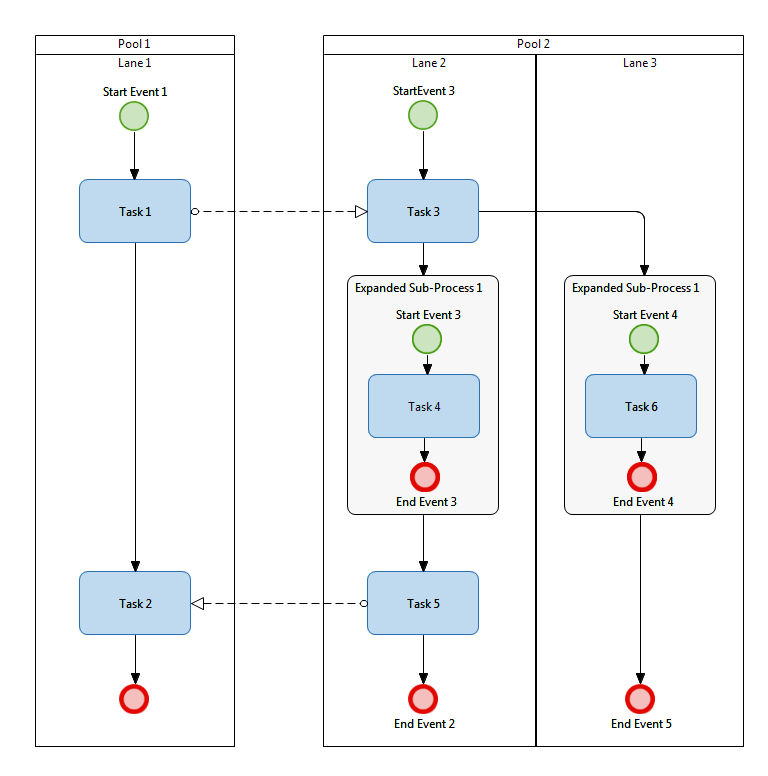 Pool 1
Pool 2
Lane 1
Lane 2
Lane 3
Start Event 1
StartEvent 3
Task 1
Task 3
Expanded Sub-Process 1
Expanded Sub-Process 1
Start Event 3
Start Event 4
Task 4
Task 6
End Event 3
End Event 4
Task 2
Task 5
End Event 2
End Event 5